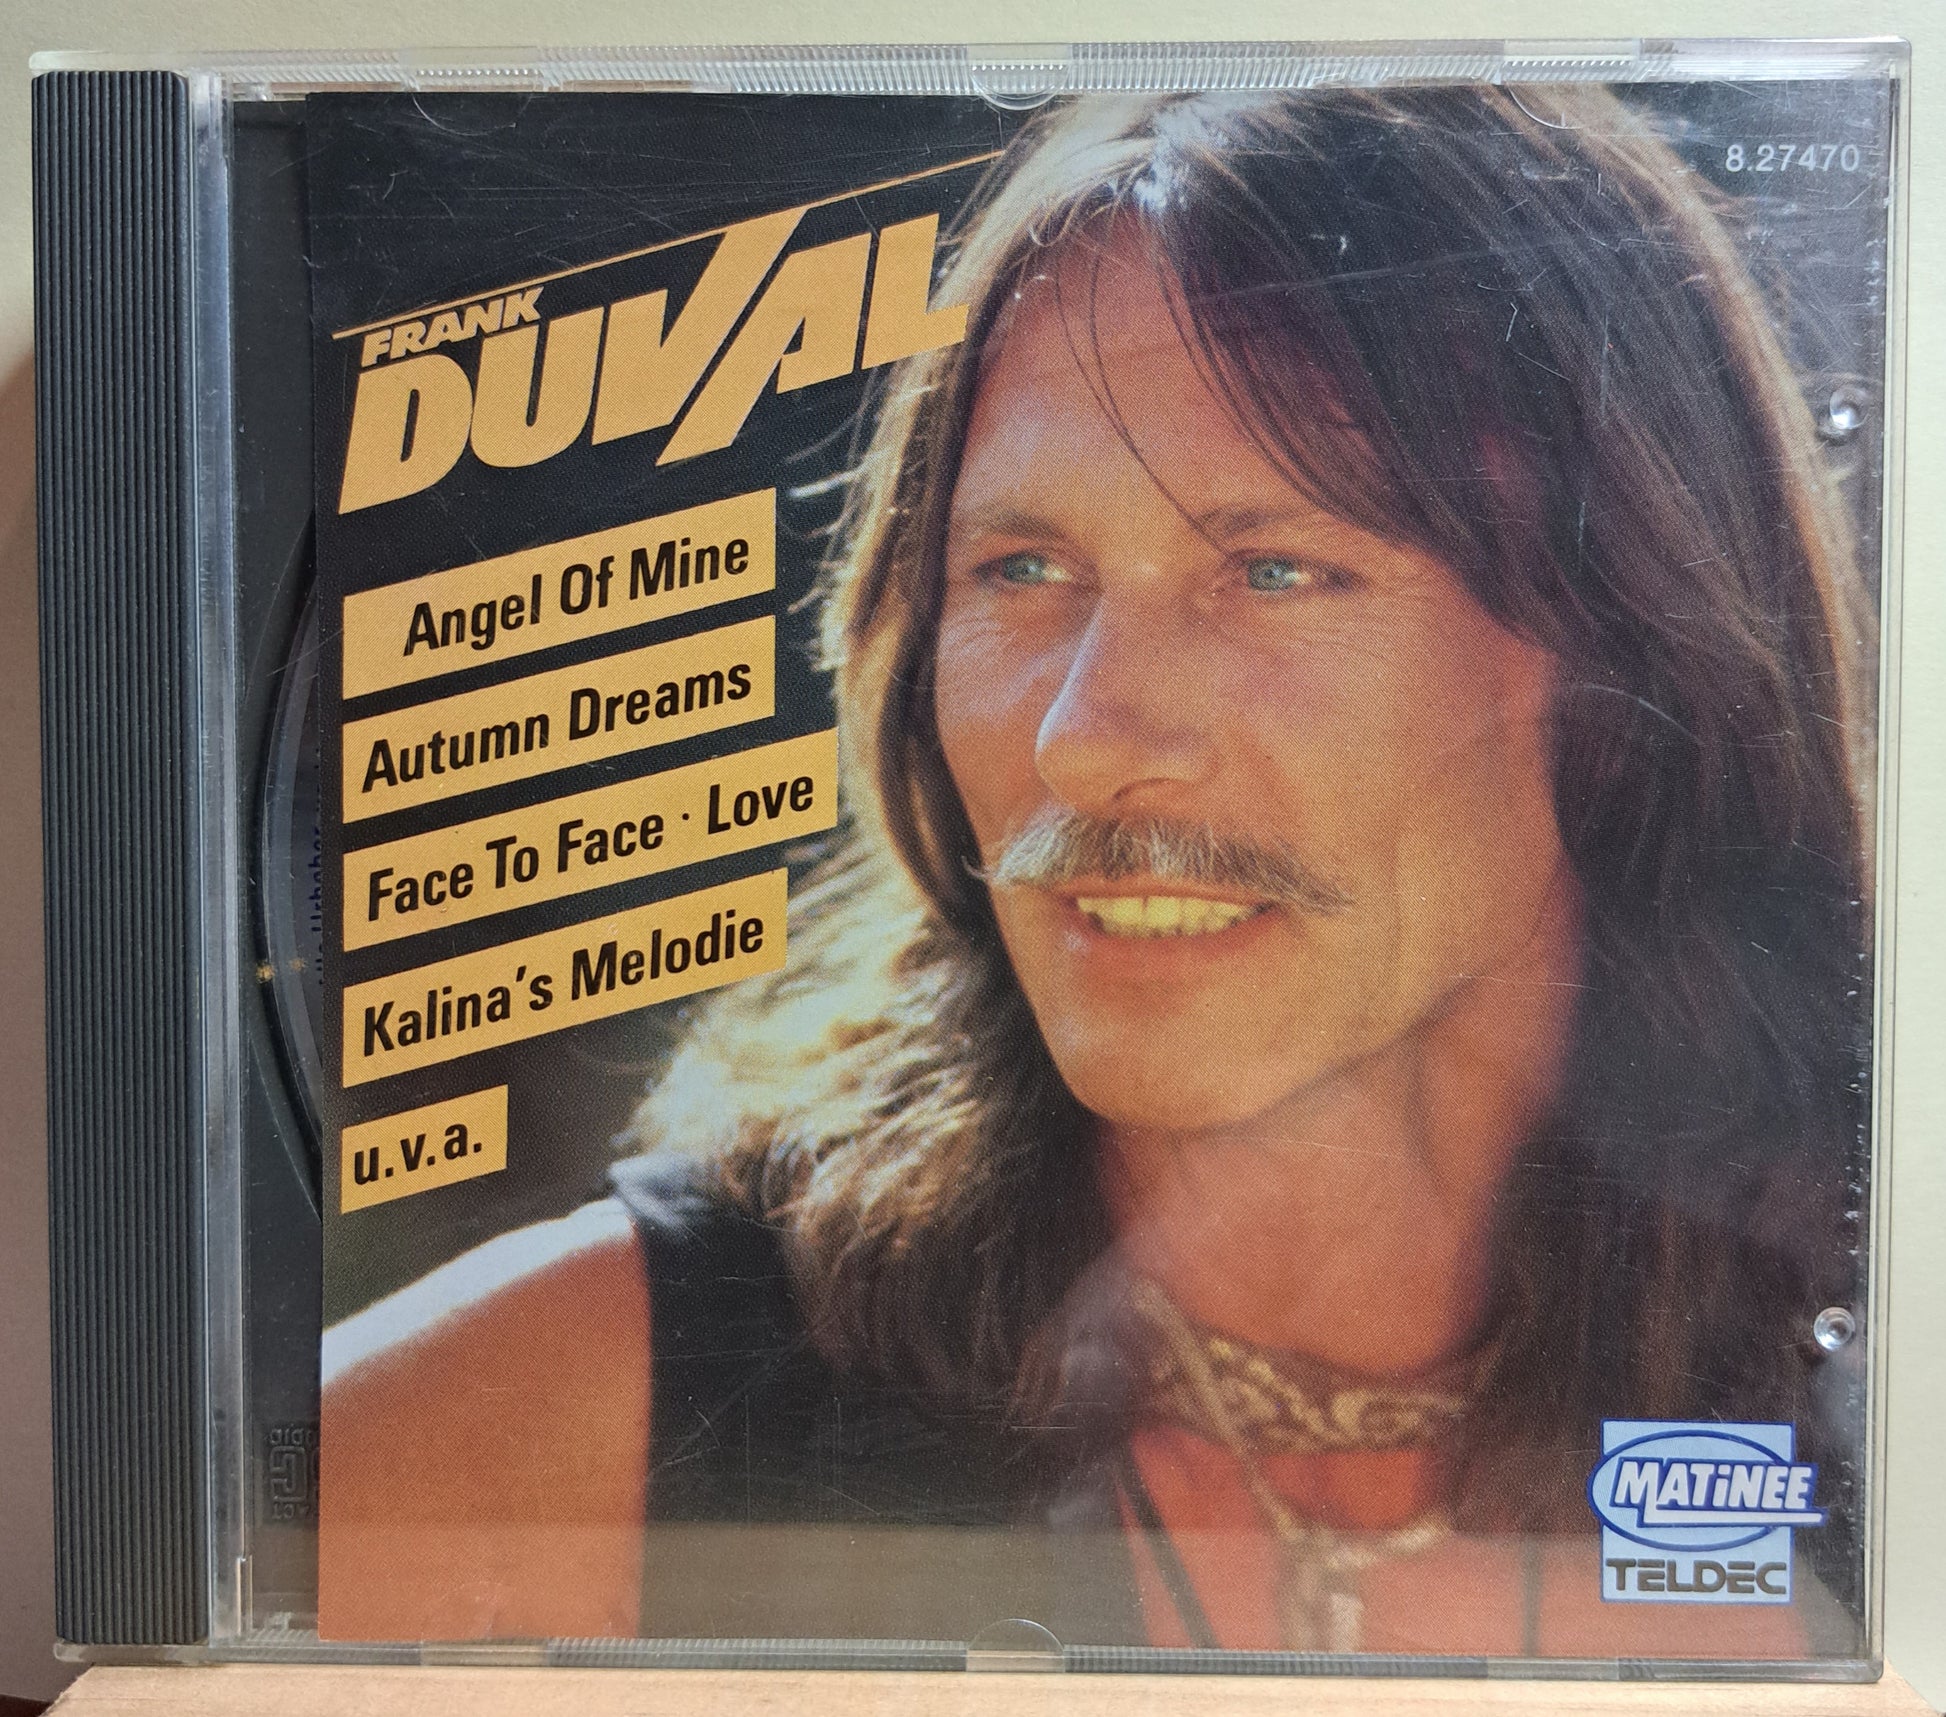 8.27470
FRANK
DUVAL
Angel Of Mine
Autumn Dreams
Face To Face · Love
Kalina's Melodie
u.v.a.
MATiNEE
TELDEC